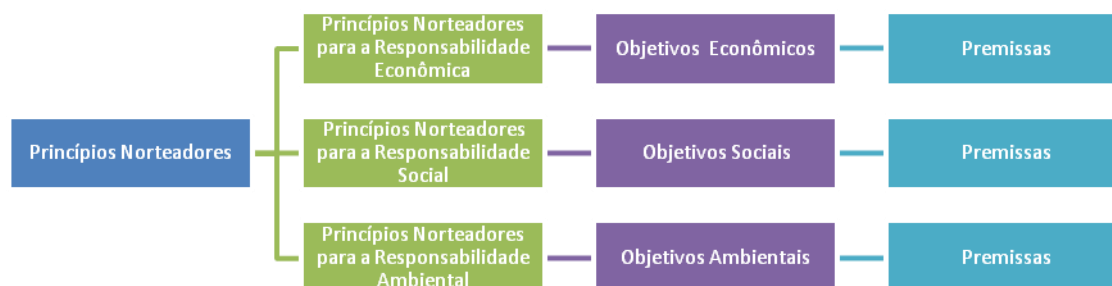 Princípios Norteadores
Princípios Norteadores
para a Responsabilidade
Econômica
Objetivos Econômicos
Premissas
Princípios Norteadores
para a Responsabilidade
Social
Objetivos Sociais
Premissas
Princípios Norteadores
para a Responsabilidade
Ambiental
Objetivos Ambientais
Premissas